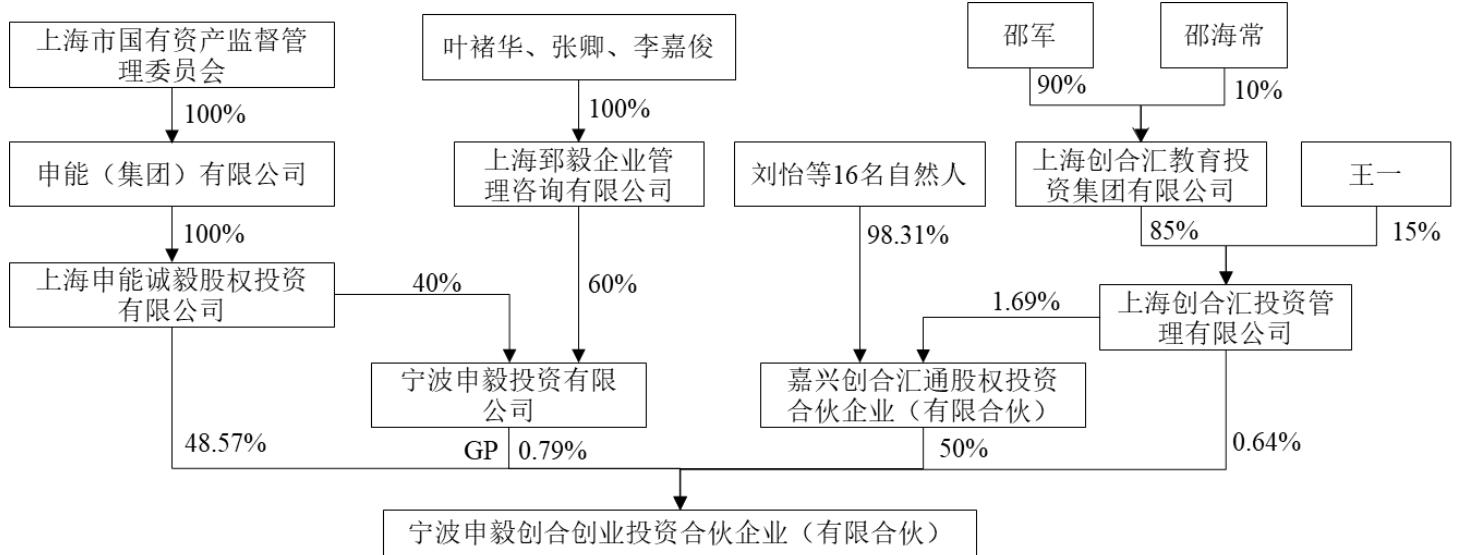 上海市国有资产监督管
理委员会
叶褚华、张卿、李嘉俊
邵军
邵海常
100%
100%
90%
10%
申能（集团）有限公司
上海郅毅企业管
理咨询有限公司
刘怡等16名自然人
上海创合汇教育投
资集团有限公司
王一
100%
98.31%
85%
15%
上海申能诚毅股权投资
有限公司
40%
60%
1.69%
上海创合汇投资管
理有限公司
宁波申毅投资有限
公司
嘉兴创合汇通股权投资
合伙企业（有限合伙）
48.57%
GP
0.79%
50%
0.64%
宁波申毅创合创业投资合伙企业（有限合伙）